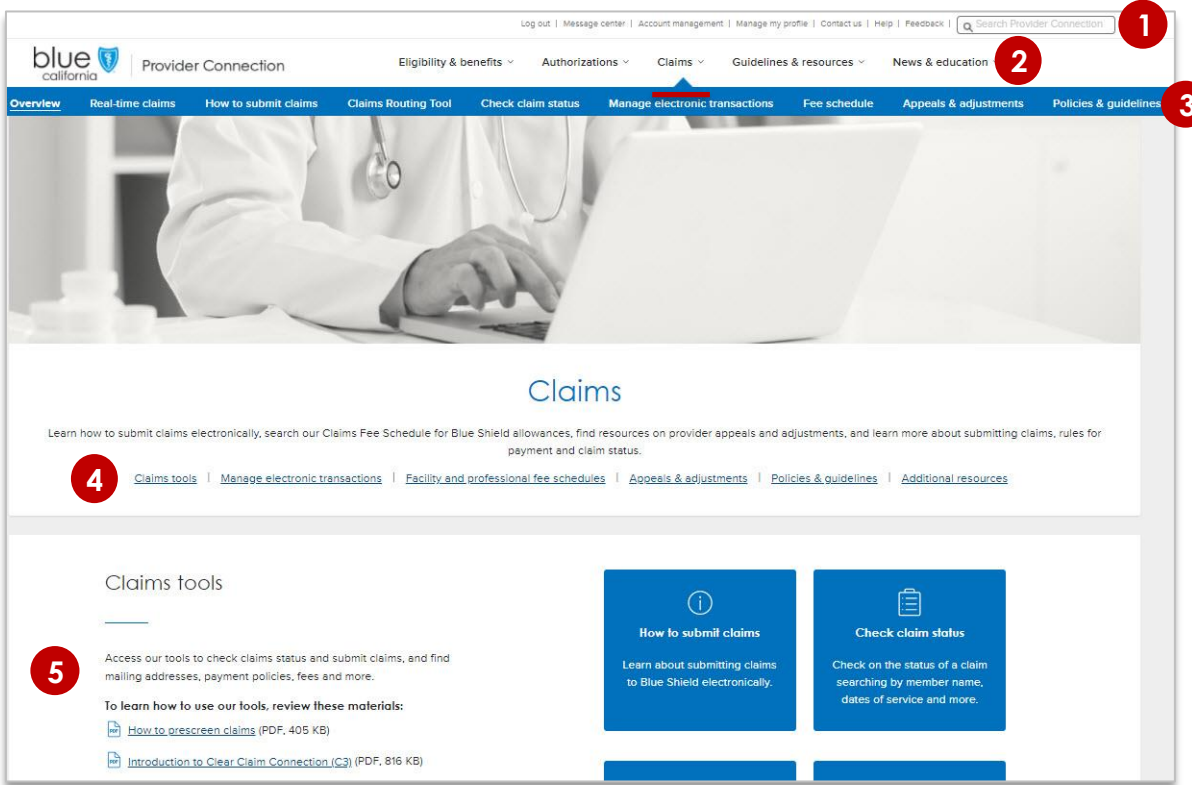 Log out | Message center | Account management | Manage my profile | Contact us | Help | Feedback | Search Provider Connection
1
blue
california
Provider Connection
Eligibility & benefits
Authorizations
Claims
Guidelines & resources
News & education
2
Overview
Real-time claims
How to submit claims
Claims Routing Tool
Check claim status
Manage electronic transactions
Fee schedule
Appeals & adjustments
Policies & guidelines
3
Claims
Learn how to submit claims electronically, search our Claims Fee Schedule for Blue Shield allowances, find resources on provider appeals and adjustments, and learn more about submitting claims, rules for
payment and claim status.
4
Claims tools | Manage electronic transactions | Facility and professional fee schedules | Appeals & adjustments | Policies & guidelines | Additional resources
Claims tools
5
Access our tools to check claims status and submit claims, and find
mailing addresses, payment policies, fees and more.
To learn how to use our tools, review these materials:
PDF How to prescreen claims (PDF, 405 KB)
PDF Introduction to Clear Claim Connection (C3) (PDF, 816 KB)
How to submit claims
Learn about submitting claims
to Blue Shield electronically.
Check claim status
Check on the status of a claim
searching by member name,
dates of service and more.